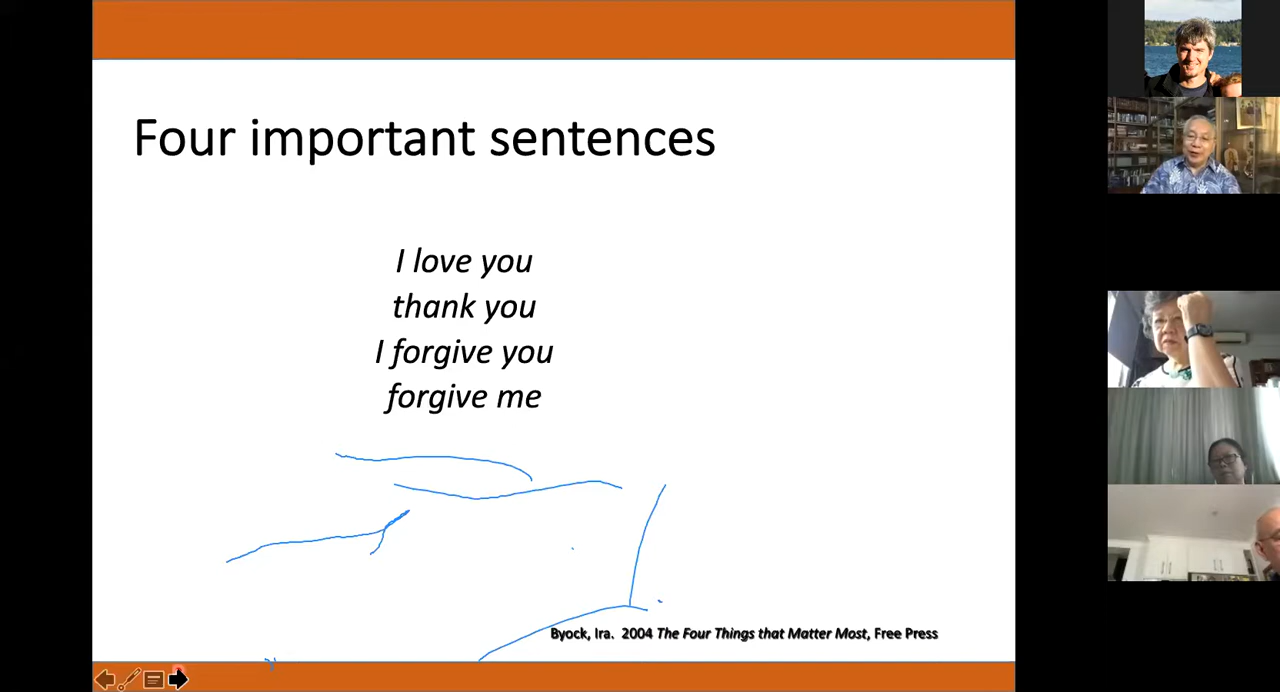 Four important sentences
I love you
thank you
I forgive you
forgive me
Byock, Ira. 2004 The Four Things that Matter Most, Free Press